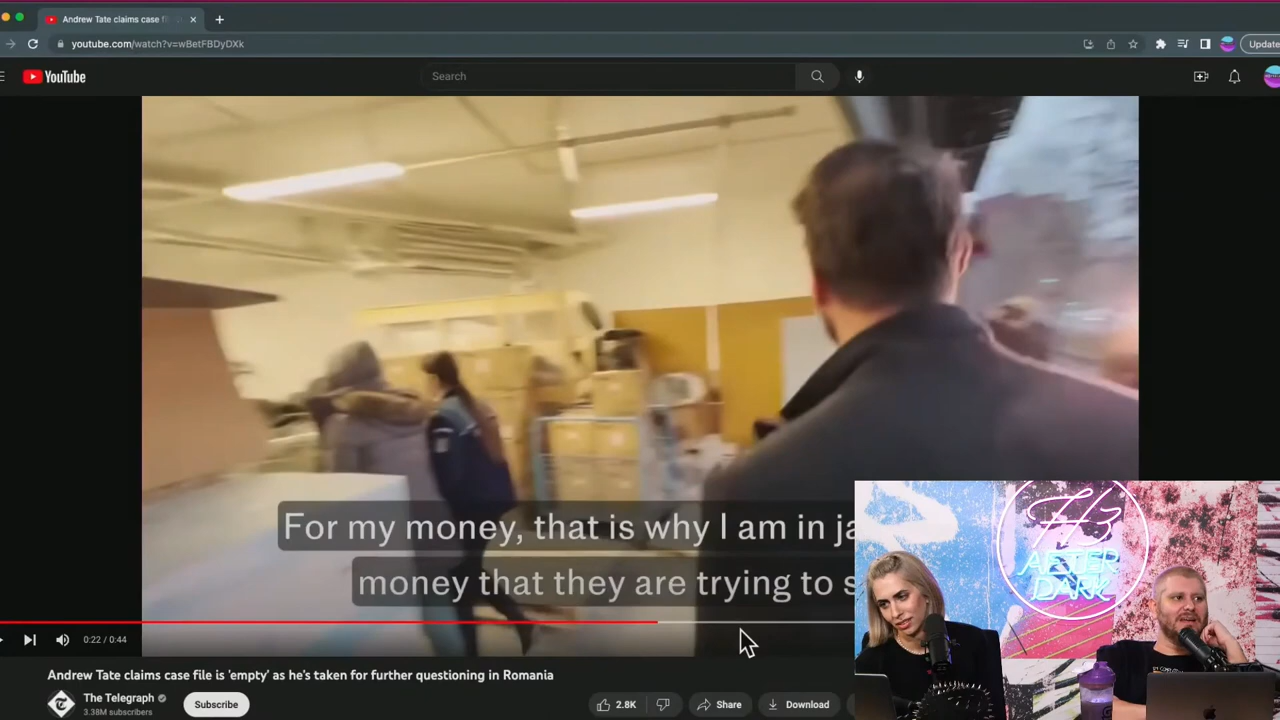 Andrew Tate claims case fi
youtube.com/watch?v=wBetFBDyDXk
Update
YouTube
Search
For my money, that is why I am in ja
money that they are trying to s
H3
AFTER
DARK
0:22 / 0:44
Andrew Tate claims case file is 'empty' as he's taken for further questioning in Romania
The Telegraph
3.38M subscribers
Subscribe
2.8K
Share
Download